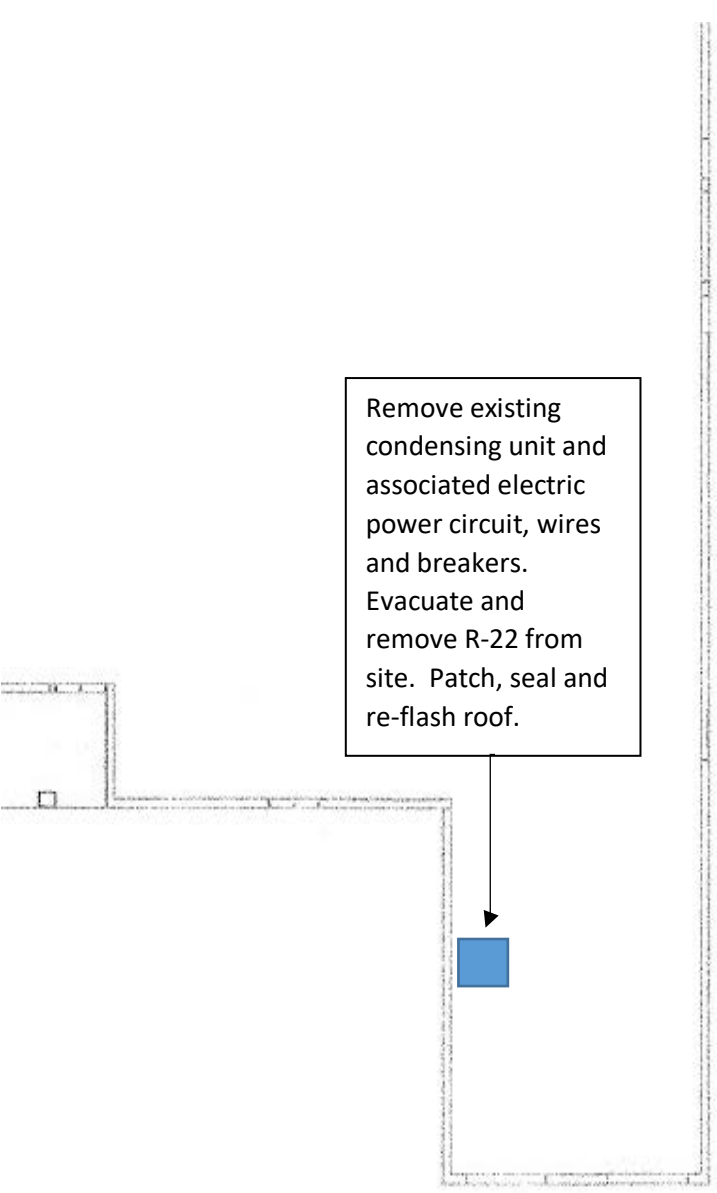 Remove existing
condensing unit and
associated electric
power circuit, wires
and breakers.
Evacuate and
remove R-22 from
site.  Patch, seal and
re-flash roof.